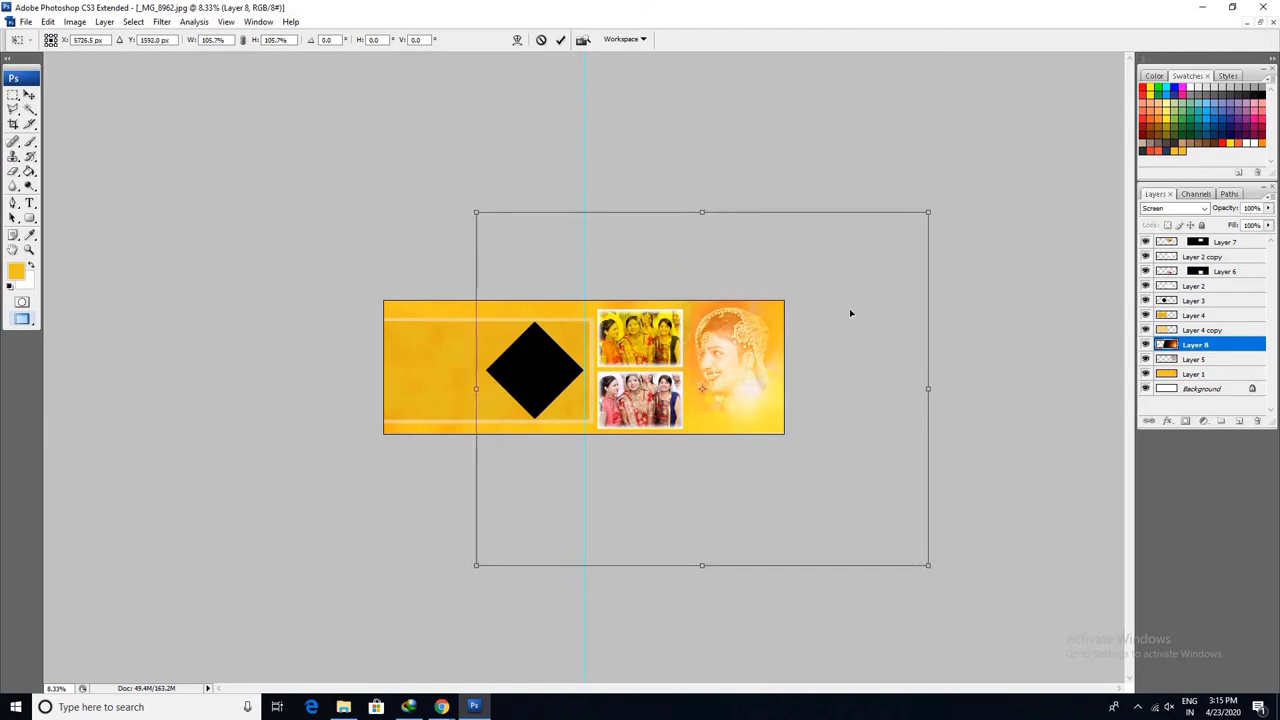 Adobe Photoshop CS3 Extended - [_MG_8962.jpg @ 8.33% (Layer 8, RGB/8#)]
File Edit Image Layer Select Filter Analysis View Window Help
X: 5726.5 px Y: 1592.0 px W: 105.7% H: 105.7% 0.0 ° H: 0.0 ° V: 0.0 ° Workspace
Ps
Color Swatches Styles
Layers Channels Paths
Screen Opacity: 100%
Lock: Fill: 100%
Layer 7
Layer 2 copy
Layer 6
Layer 2
Layer 3
Layer 4
Layer 4 copy
Layer 8
Layer 5
Layer 1
Background
Activate Windows
Go to Settings to activate Windows.
8.33% Doc: 49.4M/163.2M
Type here to search
Ps
ENG
IN
3:15 PM
4/23/2020
1